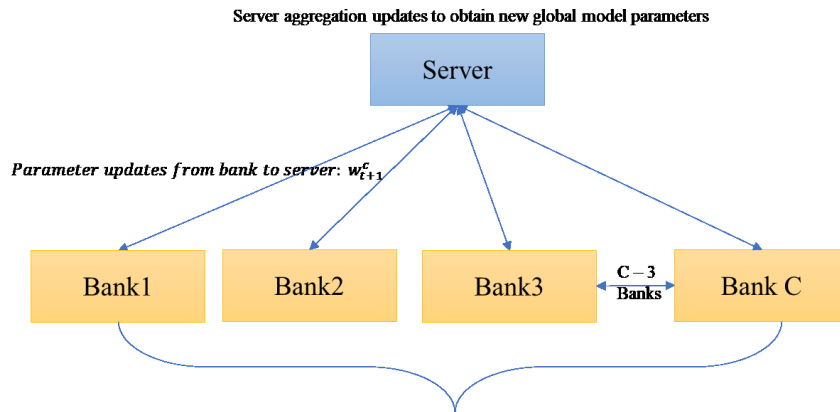 Server aggregation updates to obtain new global model parameters
Server
Parameter updates from bank to server: w_{t+1}^{c}
Bank1
Bank2
Bank3
C − 3
Banks
Bank C